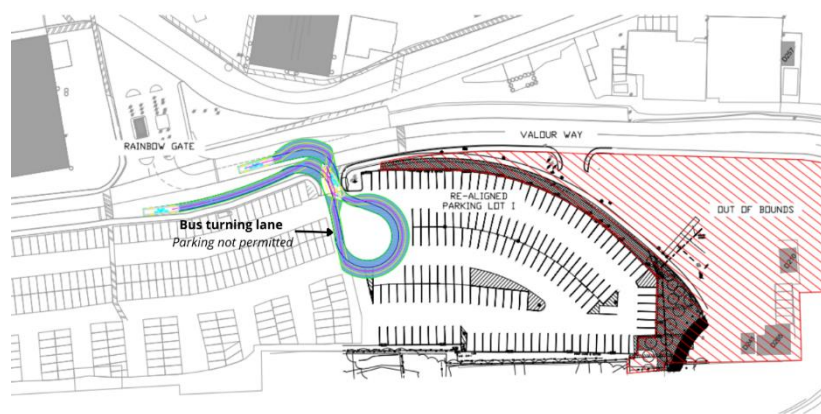 VALOUR WAY
RAINBOW GATE
RE-ALIGNED
PARKING LOT I
OUT OF BOUNDS
Bus turning lane
Parking not permitted